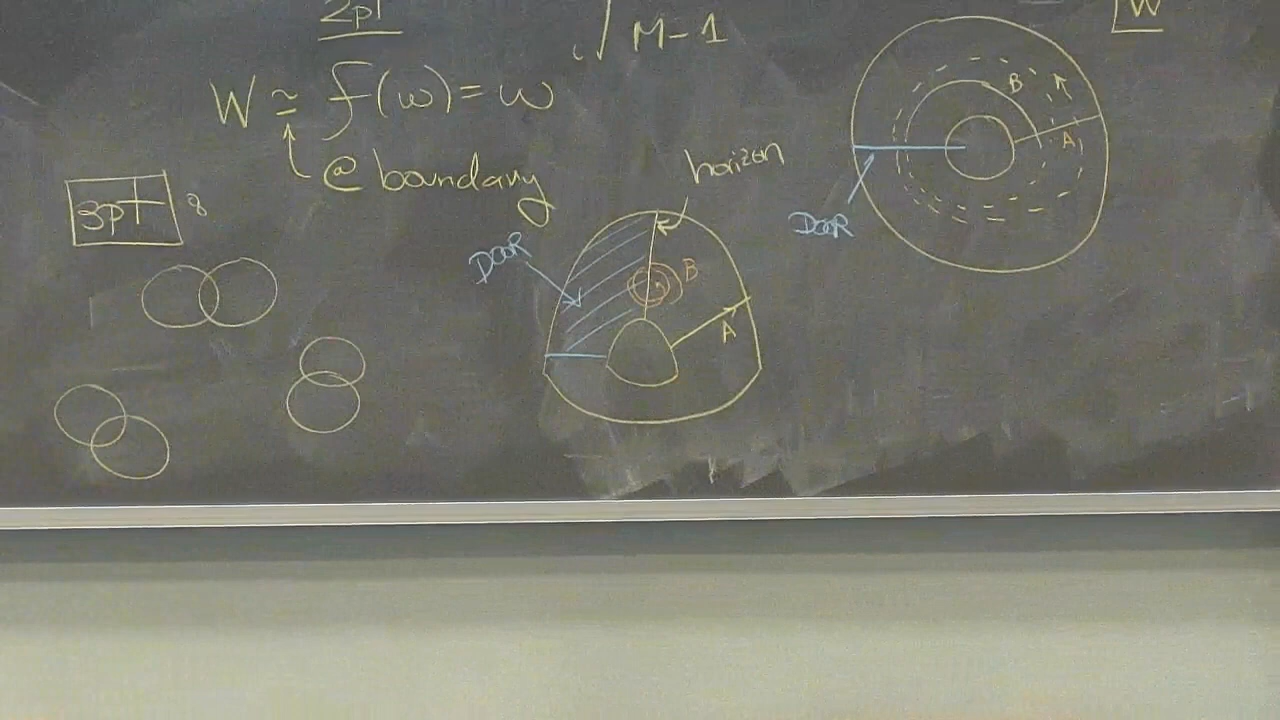 2pt
√M-1
W
W ≃ f(ω) = ω
@ boundary
horizon
3pt :
B
A
DOOR
DOOR
B
A